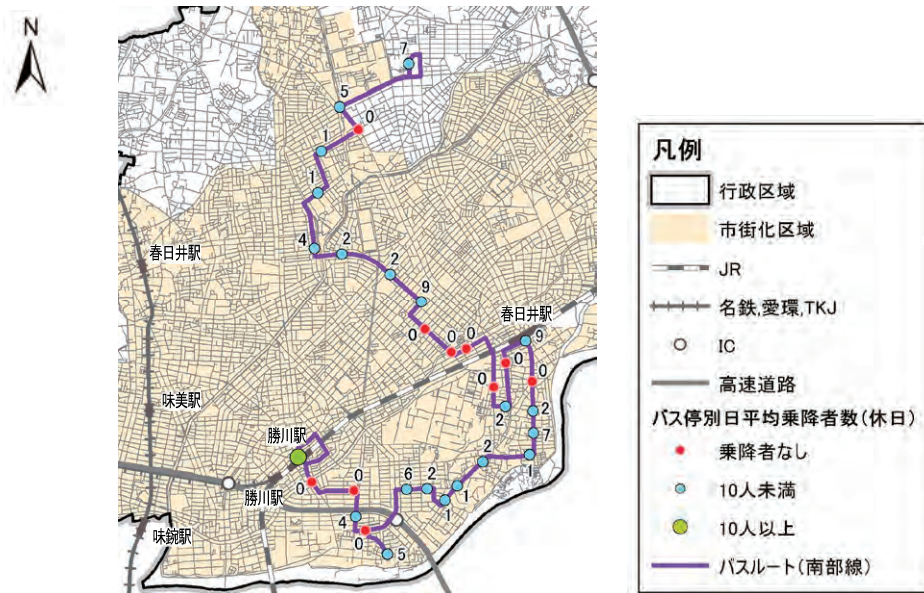 N
7
5
0
1
1
4
2
2
9
春日井駅
春日井駅
0
0
0
9
0
0
0
2
2
7
味美駅
勝川駅
2
1
0
6
2
1
1
勝川駅
4
0
5
味鋺駅
凡例
行政区域
市街化区域
JR
名鉄,愛環,TKJ
IC
高速道路
バス停別日平均乗降者数(休日)
乗降者なし
10人未満
10人以上
バスルート(南部線)